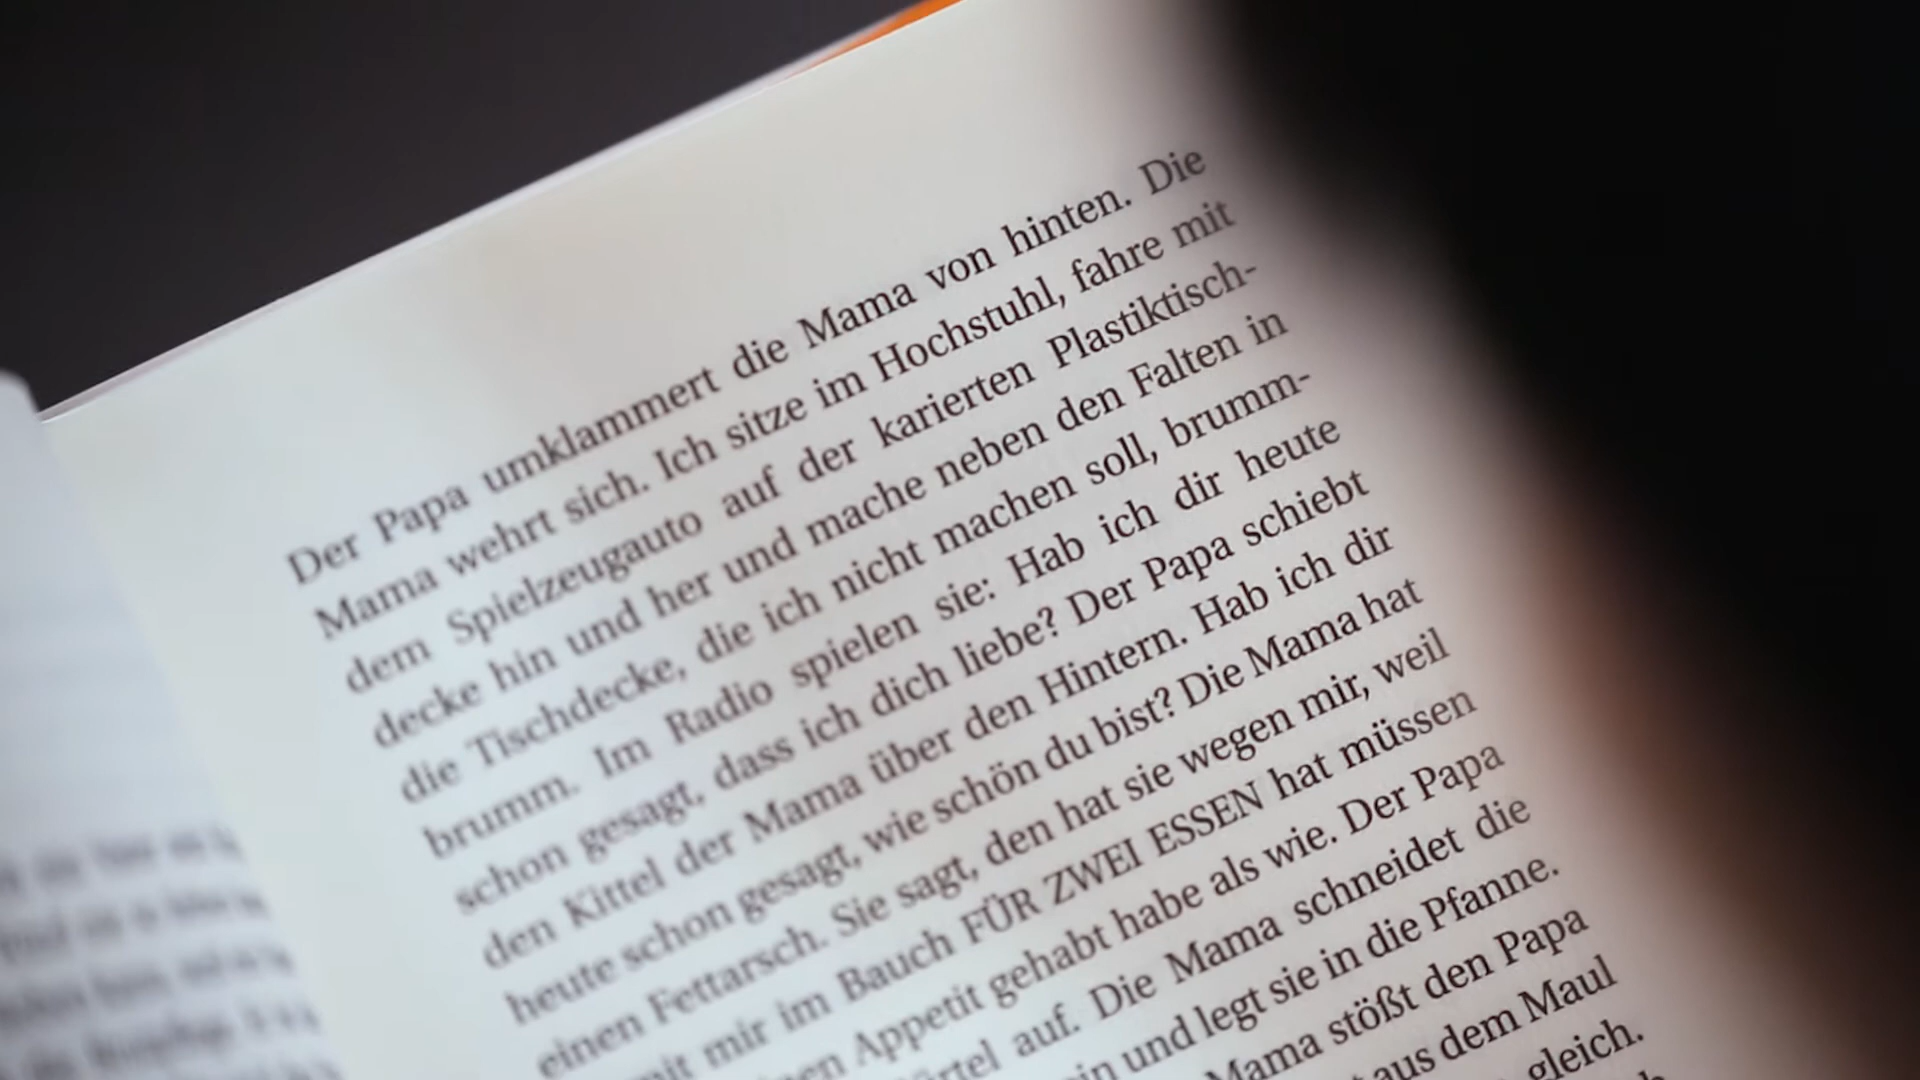 Der Papa umklammert die Mama von hinten. Die
Mama wehrt sich. Ich sitze im Hochstuhl, fahre mit
dem Spielzeugauto auf der karierten Plastiktisch-
decke hin und her und mache neben den Falten in
die Tischdecke, die ich nicht machen soll, brumm-
brumm. Im Radio spielen sie: Hab ich dir heute
schon gesagt, dass ich dich liebe? Der Papa schiebt
den Kittel der Mama über den Hintern. Hab ich dir
heute schon gesagt, wie schön du bist? Die Mama hat
einen Fettarsch. Sie sagt, den hat sie wegen mir, weil
mit mir im Bauch FÜR ZWEI ESSEN hat müssen
Appetit gehabt habe als wie. Der Papa
auf. Die Mama schneidet die
und legt sie in die Pfanne.
Mama stößt den Papa
aus dem Maul
gleich.